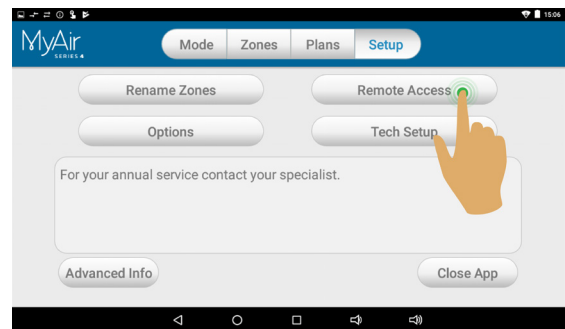 15:06
MyAir
SERIES 4
Mode Zones Plans Setup
Rename Zones Remote Access
Options Tech Setup
For your annual service contact your specialist.
Advanced Info Close App